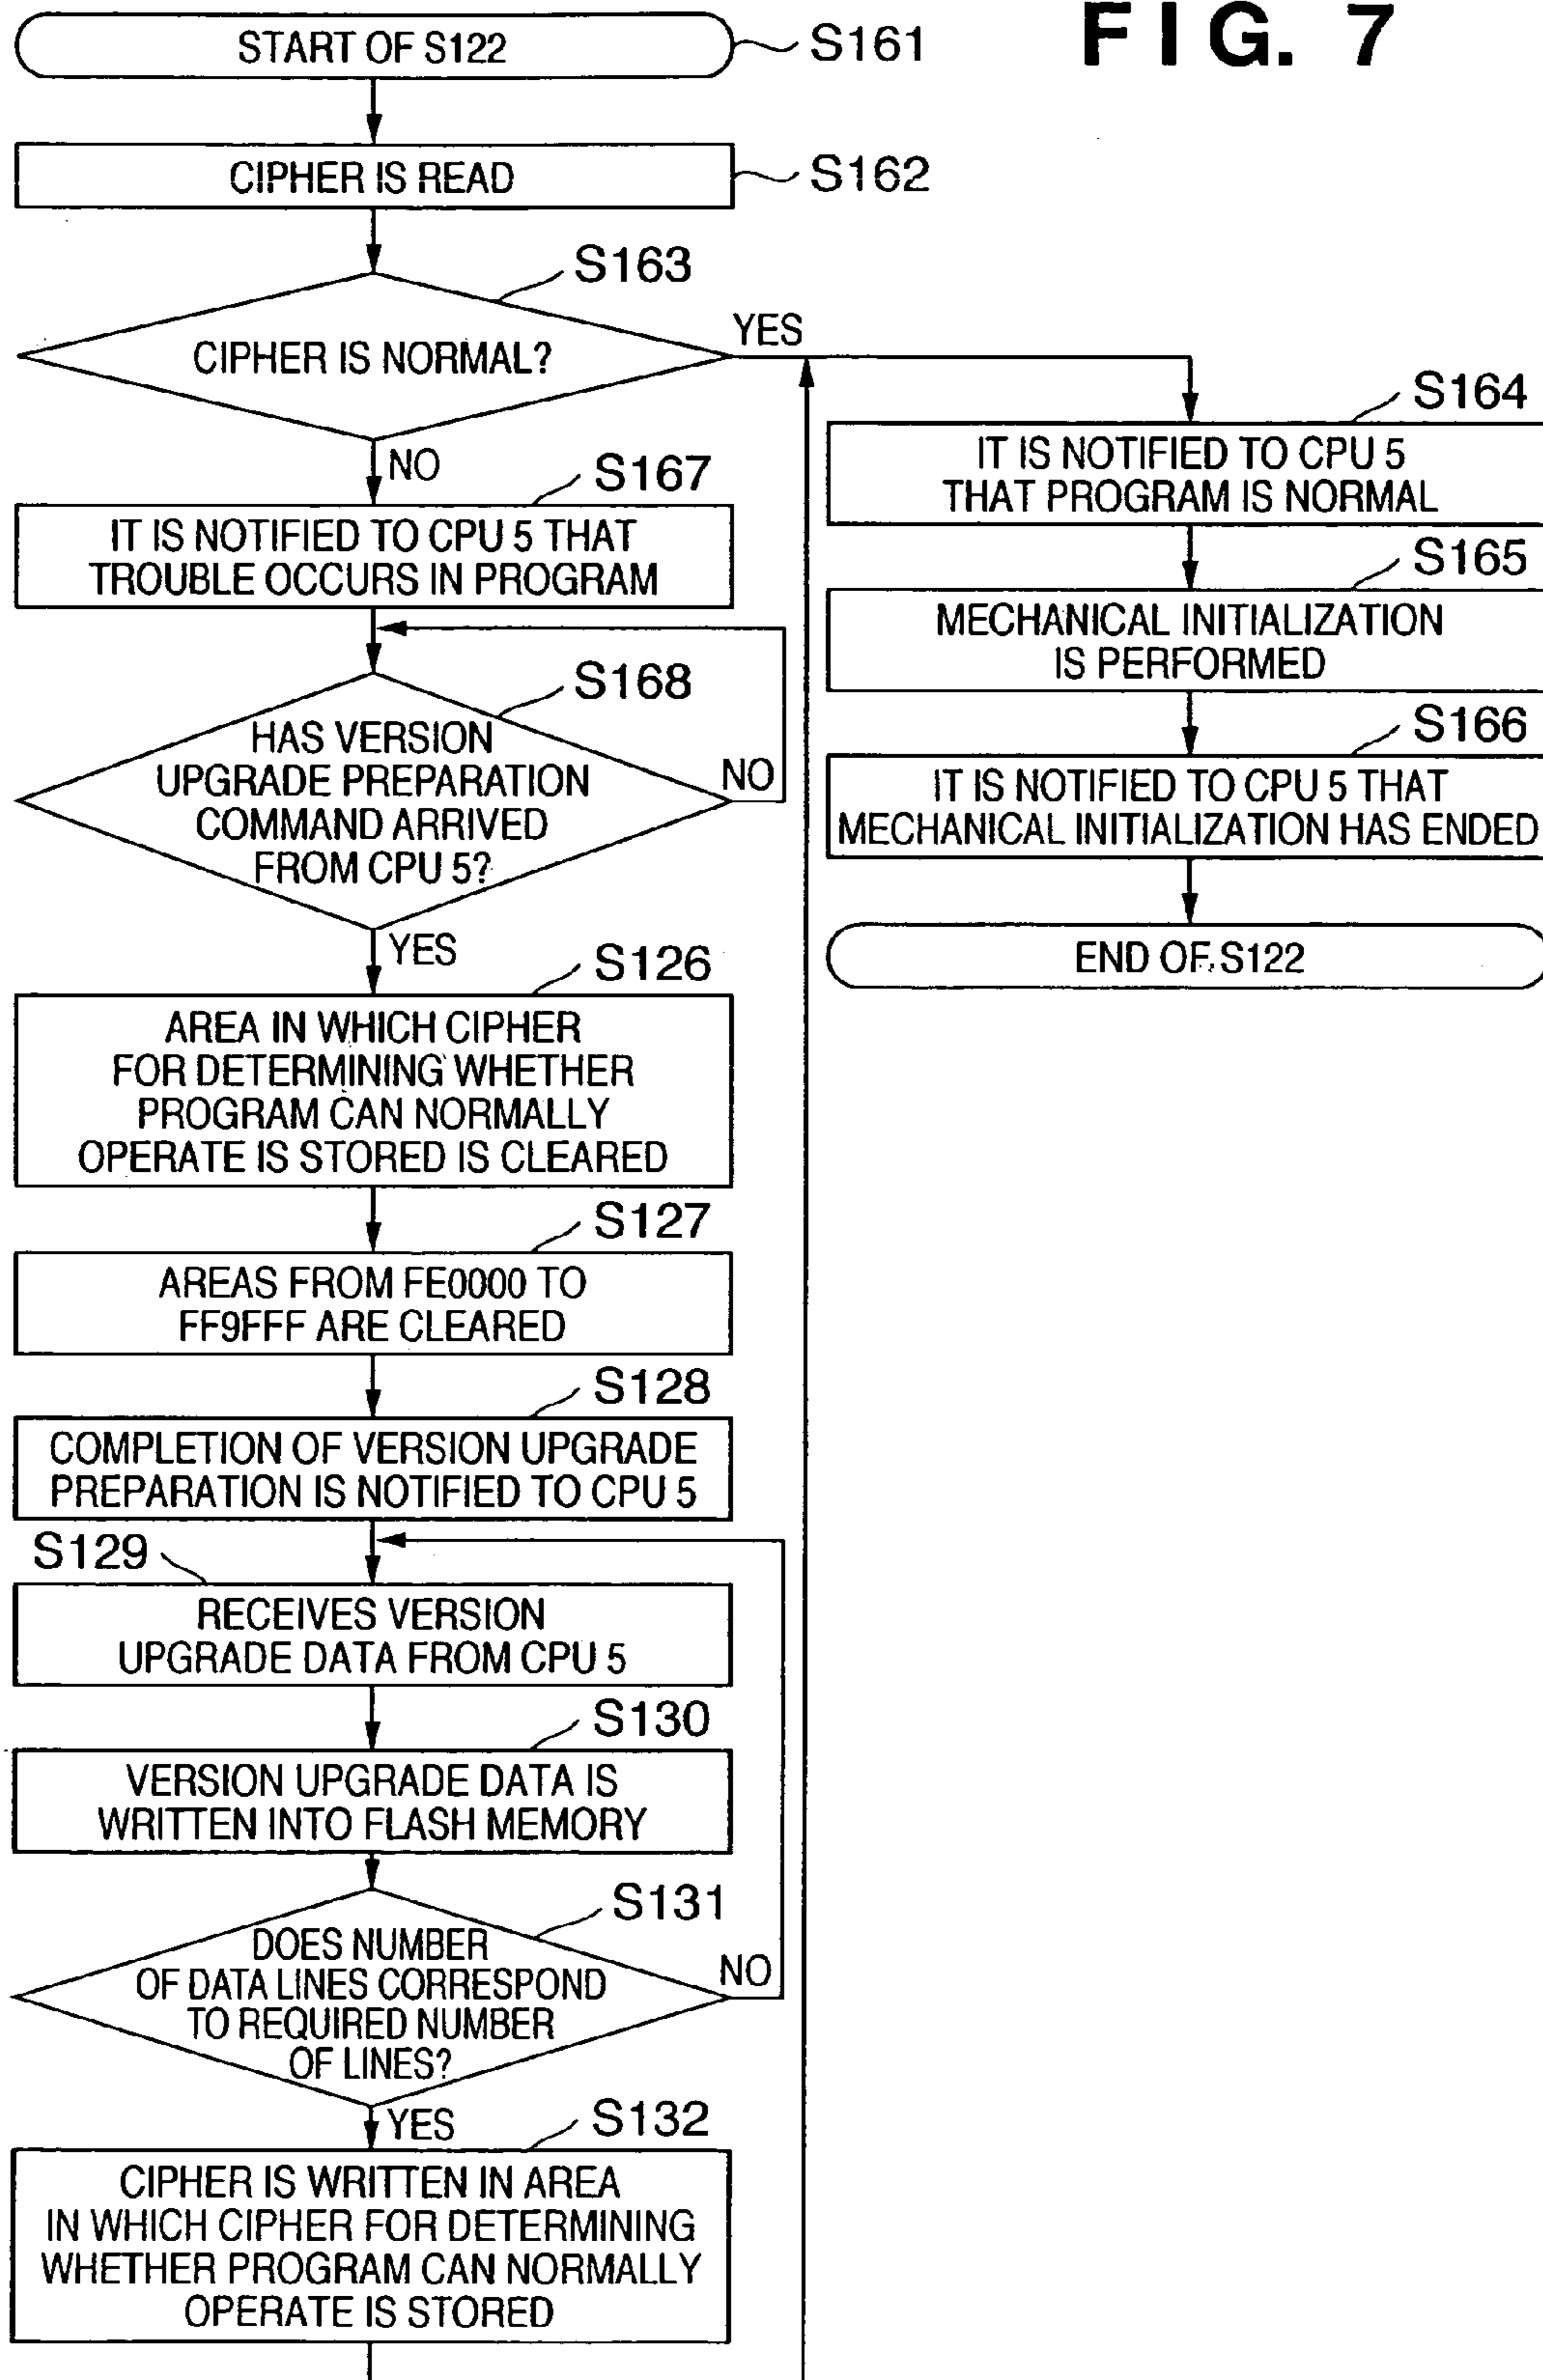 FIG. 7
START OF S122
S161
CIPHER IS READ
S162
S163
CIPHER IS NORMAL?
YES
NO
S167
IT IS NOTIFIED TO CPU 5 THAT
TROUBLE OCCURS IN PROGRAM
S168
HAS VERSION
UPGRADE PREPARATION
COMMAND ARRIVED
FROM CPU 5?
NO
YES
S126
AREA IN WHICH CIPHER
FOR DETERMINING WHETHER
PROGRAM CAN NORMALLY
OPERATE IS STORED IS CLEARED
S127
AREAS FROM FE0000 TO
FF9FFF ARE CLEARED
S128
COMPLETION OF VERSION UPGRADE
PREPARATION IS NOTIFIED TO CPU 5
S129
RECEIVES VERSION
UPGRADE DATA FROM CPU 5
S130
VERSION UPGRADE DATA IS
WRITTEN INTO FLASH MEMORY
S131
DOES NUMBER
OF DATA LINES CORRESPOND
TO REQUIRED NUMBER
OF LINES?
NO
YES
S132
CIPHER IS WRITTEN IN AREA
IN WHICH CIPHER FOR DETERMINING
WHETHER PROGRAM CAN NORMALLY
OPERATE IS STORED
S164
IT IS NOTIFIED TO CPU 5
THAT PROGRAM IS NORMAL
S165
MECHANICAL INITIALIZATION
IS PERFORMED
S166
IT IS NOTIFIED TO CPU 5 THAT
MECHANICAL INITIALIZATION HAS ENDED
END OF S122